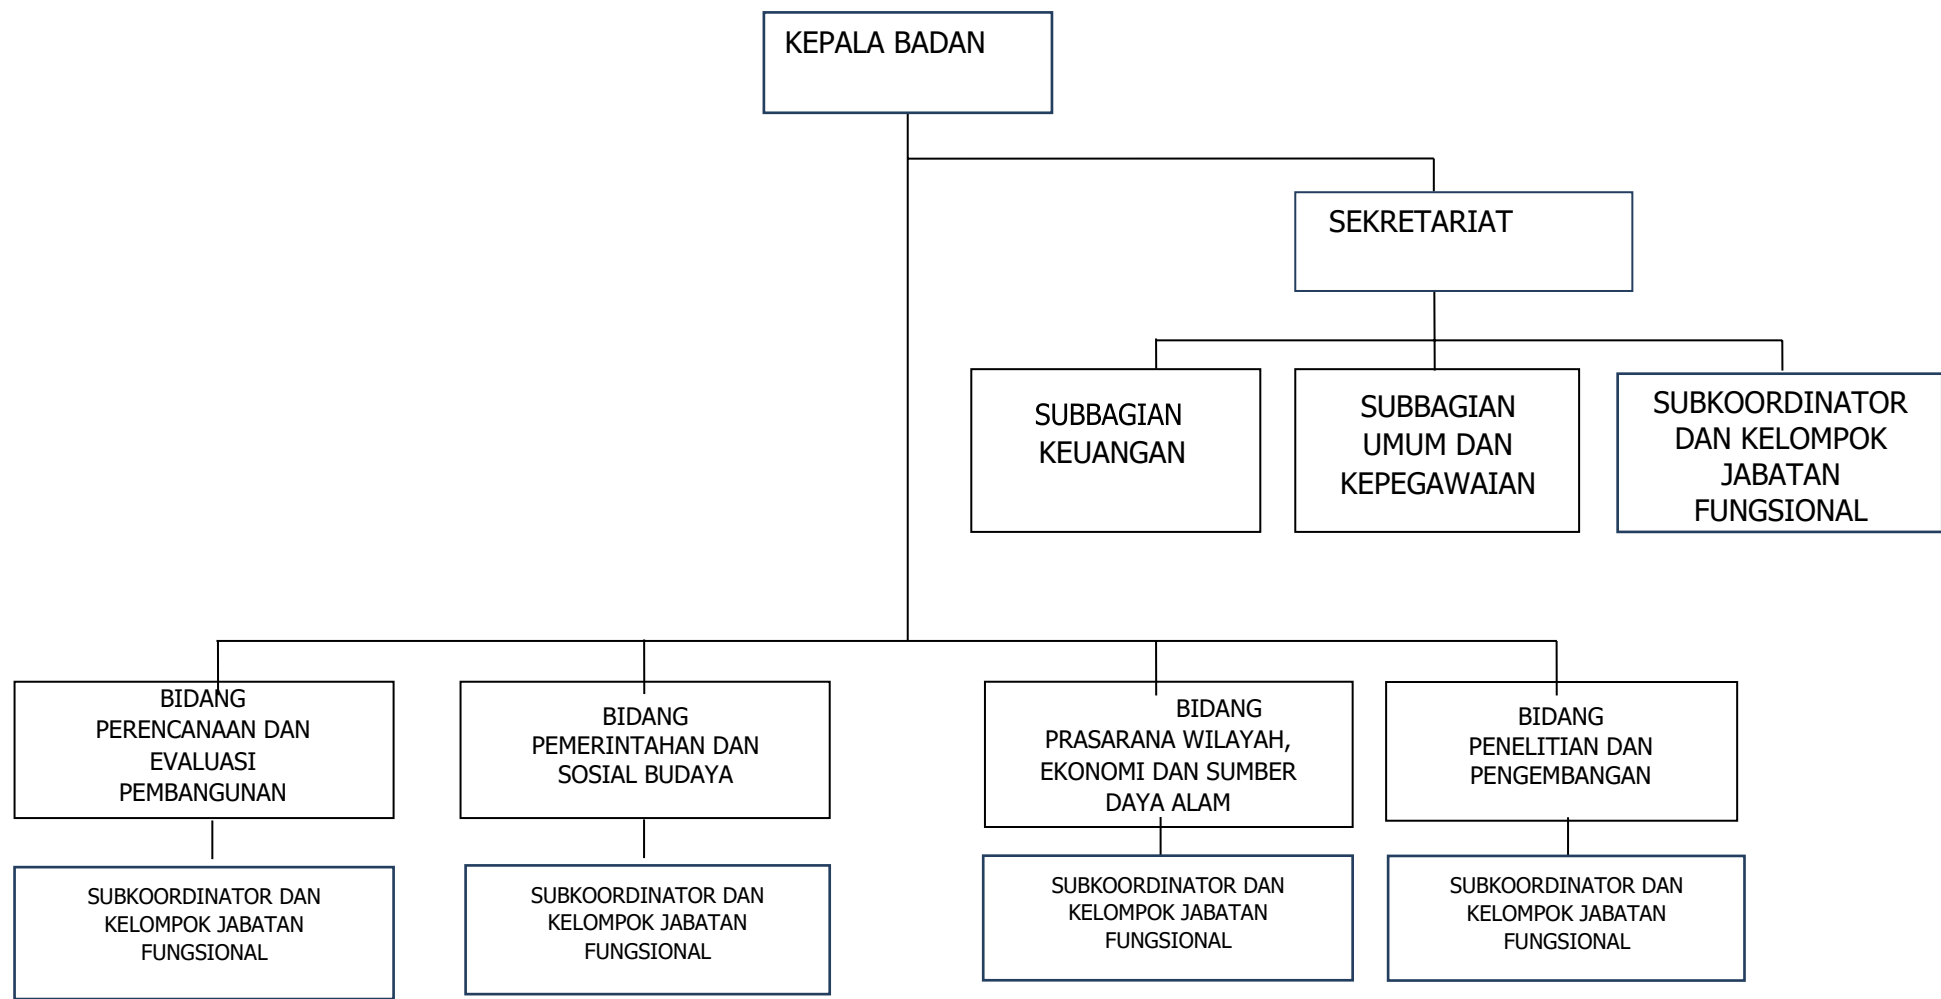 KEPALA BADAN
SEKRETARIAT
SUBBAGIAN
KEUANGAN
SUBBAGIAN
UMUM DAN
KEPEGAWAIAN
SUBKOORDINATOR
DAN KELOMPOK
JABATAN
FUNGSIONAL
BIDANG
PERENCANAAN DAN
EVALUASI
PEMBANGUNAN
BIDANG
PEMERINTAHAN DAN
SOSIAL BUDAYA
BIDANG
PRASARANA WILAYAH,
EKONOMI DAN SUMBER
DAYA ALAM
BIDANG
PENELITIAN DAN
PENGEMBANGAN
SUBKOORDINATOR DAN
KELOMPOK JABATAN
FUNGSIONAL
SUBKOORDINATOR DAN
KELOMPOK JABATAN
FUNGSIONAL
SUBKOORDINATOR DAN
KELOMPOK JABATAN
FUNGSIONAL
SUBKOORDINATOR DAN
KELOMPOK JABATAN
FUNGSIONAL